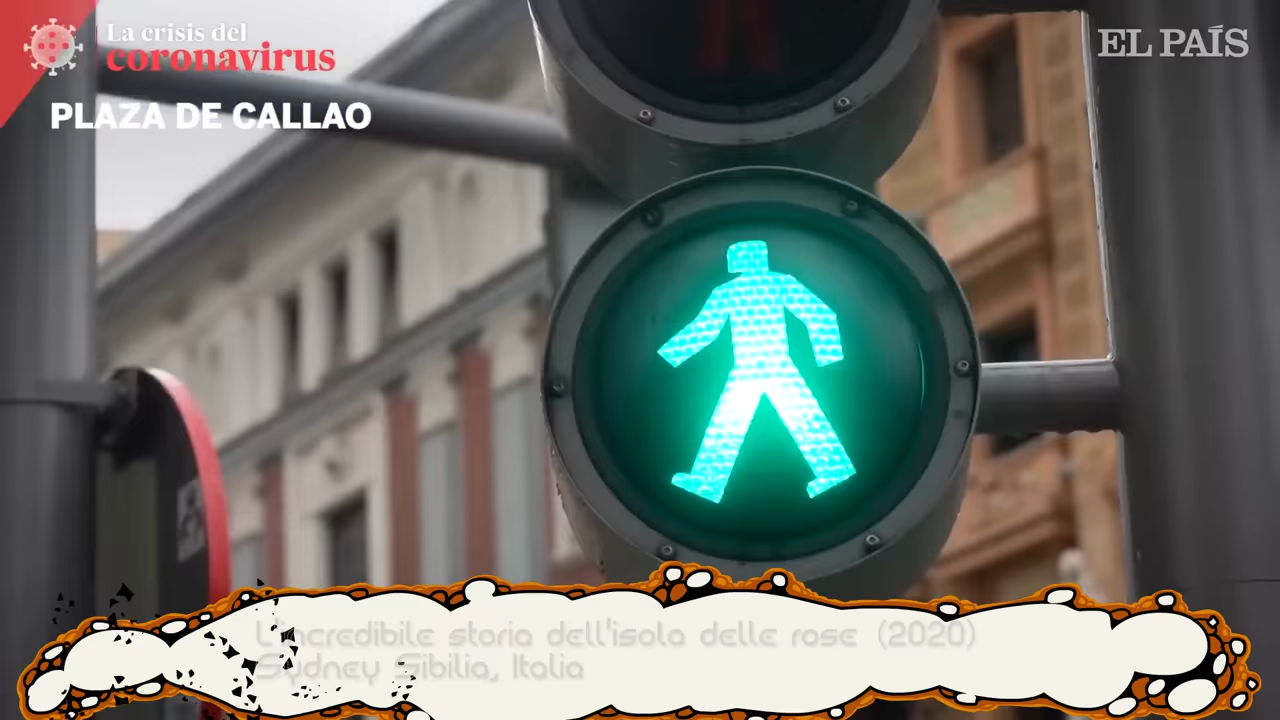 La crisis del
coronavirus
EL PAÍS
PLAZA DE CALLAO
L'incredibile storia dell'isola delle rose (2020)
Sydney Sibilia, Italia